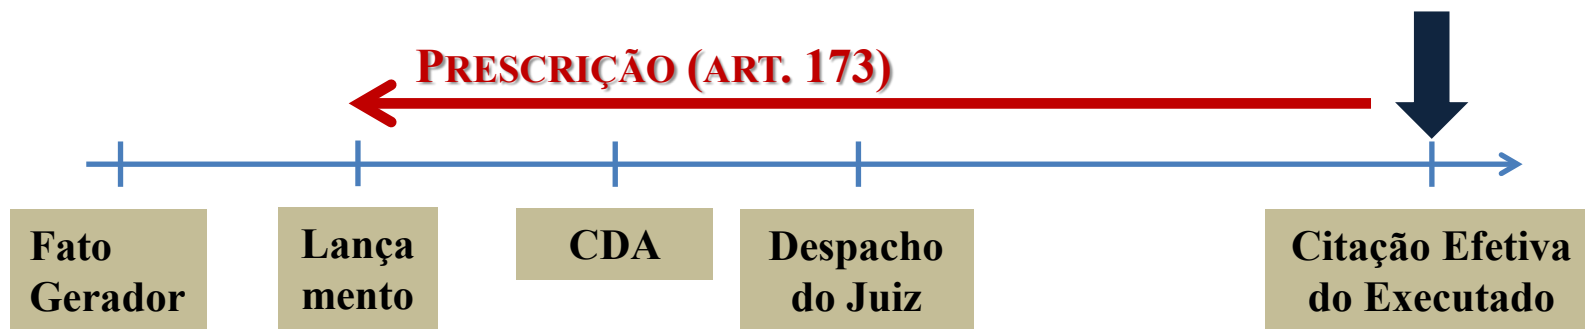 PRESCRIÇÃO (ART. 173)
Fato
Gerador
Lança
mento
CDA
Despacho
do Juiz
Citação Efetiva
do Executado